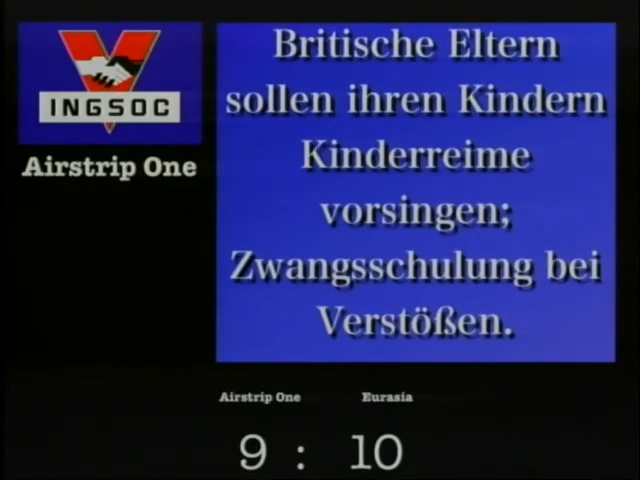 INGSOC
Airstrip One
Britische Eltern
sollen ihren Kindern
Kinderreime
vorsingen;
Zwangsschulung bei
Verstößen.
Airstrip One Eurasia
9 : 10